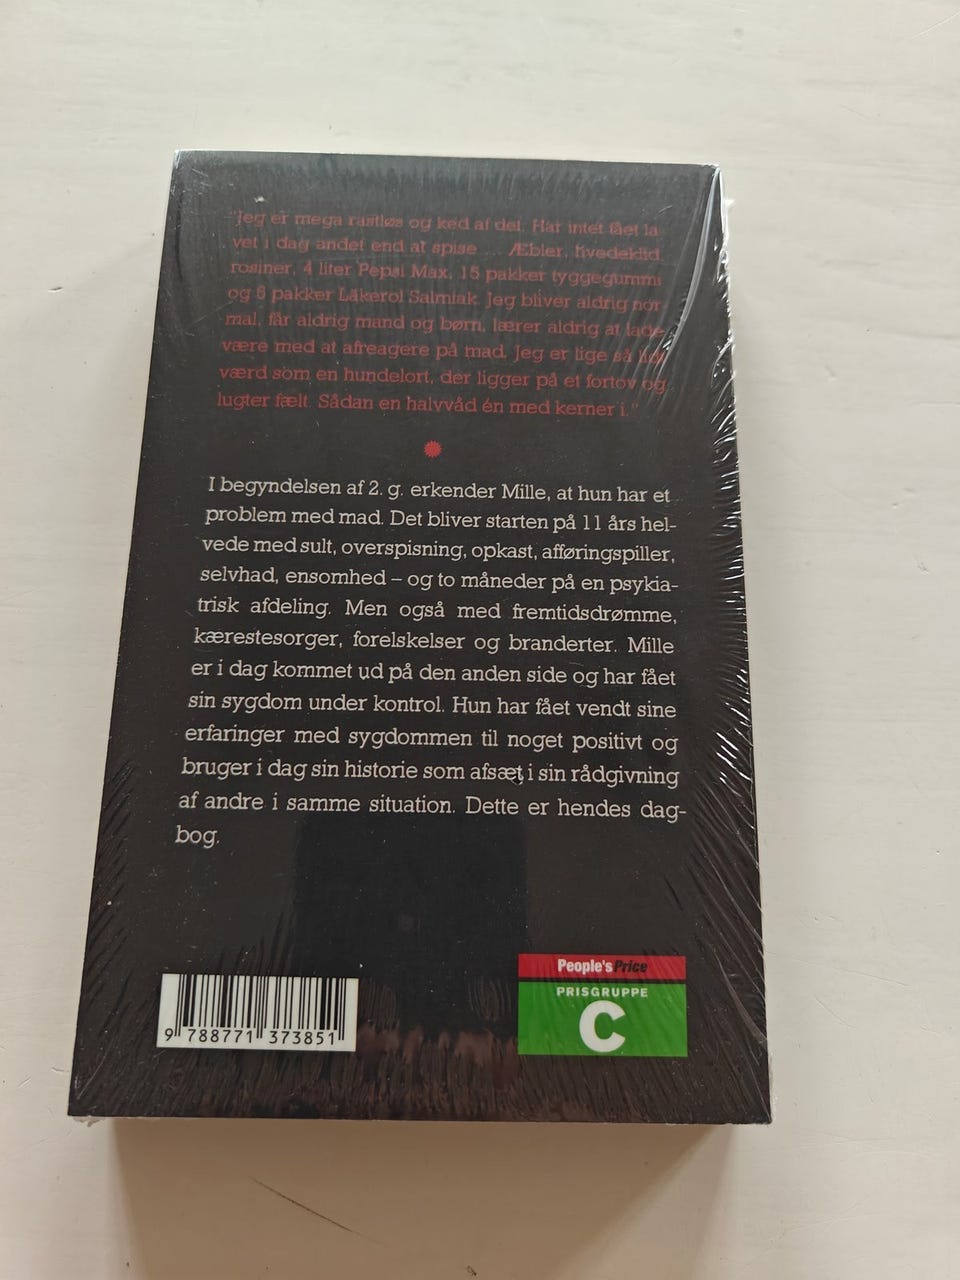 "Jeg er mega rastløs og ked af det. Har intet fået la-
vet i dag andet end at spise ... Æbler, hvedeklid,
rosiner, 4 liter Pepsi Max, 15 pakker tyggegummi
og 8 pakker Läkerol Salmiak. Jeg bliver aldrig nor-
mal, får aldrig mand og børn, lærer aldrig at lade
være med at afreagere på mad. Jeg er lige så lidt
værd som en hundelort, der ligger på et fortov og
lugter fælt. Sådan en halvvåd én med kerner i."
I begyndelsen af 2. g. erkender Mille, at hun har et
problem med mad. Det bliver starten på 11 års hel-
vede med sult, overspisning, opkast, afføringspiller,
selvhad, ensomhed – og to måneder på en psykia-
trisk afdeling. Men også med fremtidsdrømme,
kærestesorger, forelskelser og branderter. Mille
er i dag kommet ud på den anden side og har fået
sin sygdom under kontrol. Hun har fået vendt sine
erfaringer med sygdommen til noget positivt og
bruger i dag sin historie som afsæt i sin rådgivning
af andre i samme situation. Dette er hendes dag-
bog.
9 788771 373851
People's Price
PRISGRUPPE
C